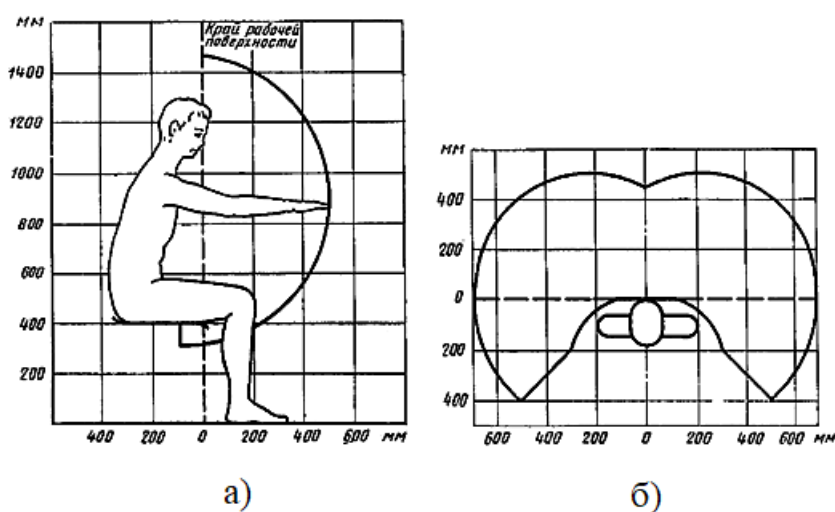 мм
Край рабочей
поверхности
1400
1200
1000
800
600
400
200
400 200 0 200 400 600 мм
а)
мм
400
200
0
200
400
600 400 200 0 200 400 600 мм
б)